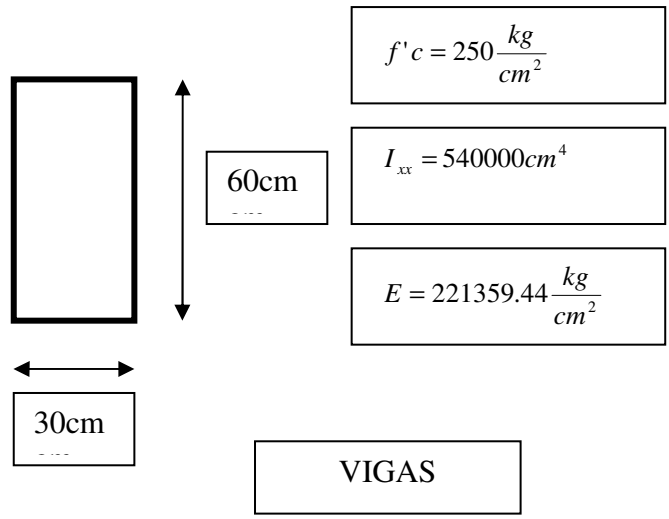 f'c = 250 kg/cm²
I_xx = 540000cm⁴
60cm
E = 221359.44 kg/cm²
30cm
VIGAS